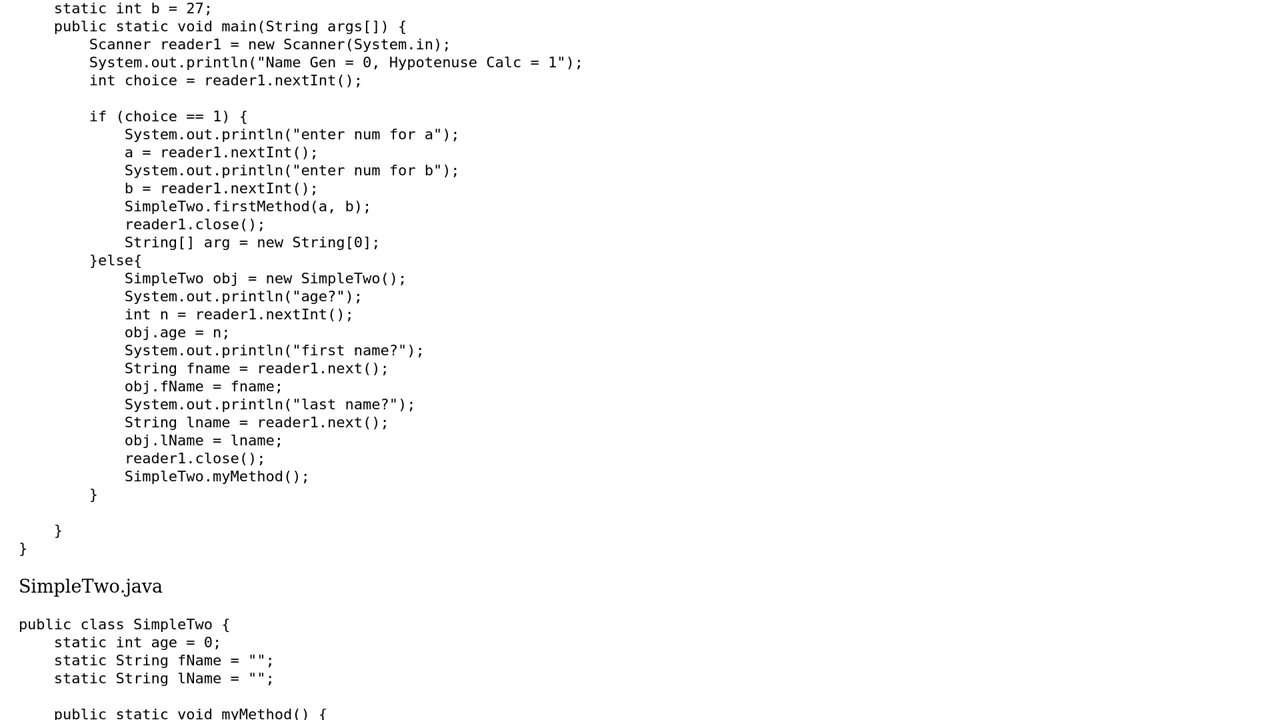 static int b = 27;
public static void main(String args[]) {
Scanner reader1 = new Scanner(System.in);
System.out.println("Name Gen = 0, Hypotenuse Calc = 1");
int choice = reader1.nextInt();
if (choice == 1) {
System.out.println("enter num for a");
a = reader1.nextInt();
System.out.println("enter num for b");
b = reader1.nextInt();
SimpleTwo.firstMethod(a, b);
reader1.close();
String[] arg = new String[0];
}else{
SimpleTwo obj = new SimpleTwo();
System.out.println("age?");
int n = reader1.nextInt();
obj.age = n;
System.out.println("first name?");
String fname = reader1.next();
obj.fName = fname;
System.out.println("last name?");
String lname = reader1.next();
obj.lName = lname;
reader1.close();
SimpleTwo.myMethod();
}
}
}
SimpleTwo.java
public class SimpleTwo {
static int age = 0;
static String fName = "";
static String lName = "";
public static void myMethod() {